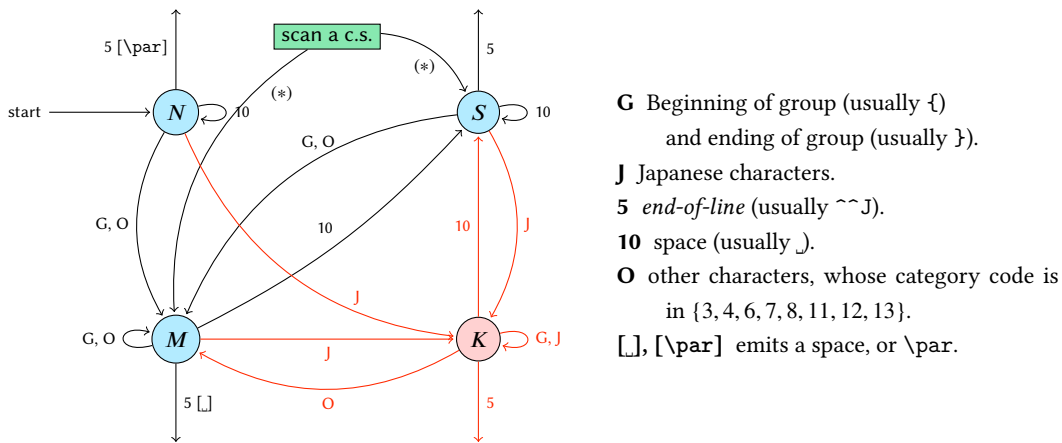 scan a c.s.
5 [\par]
5
(∗)
(∗)
start
N
10
S
10
G, O
G, O
10
10
J
J
G, O
M
J
K
G, J
O
5 [␣]
5
G Beginning of group (usually {)
and ending of group (usually }).
J Japanese characters.
5 end-of-line (usually ^^J).
10 space (usually ␣).
O other characters, whose category code is
in {3, 4, 6, 7, 8, 11, 12, 13}.
[␣], [\par] emits a space, or \par.